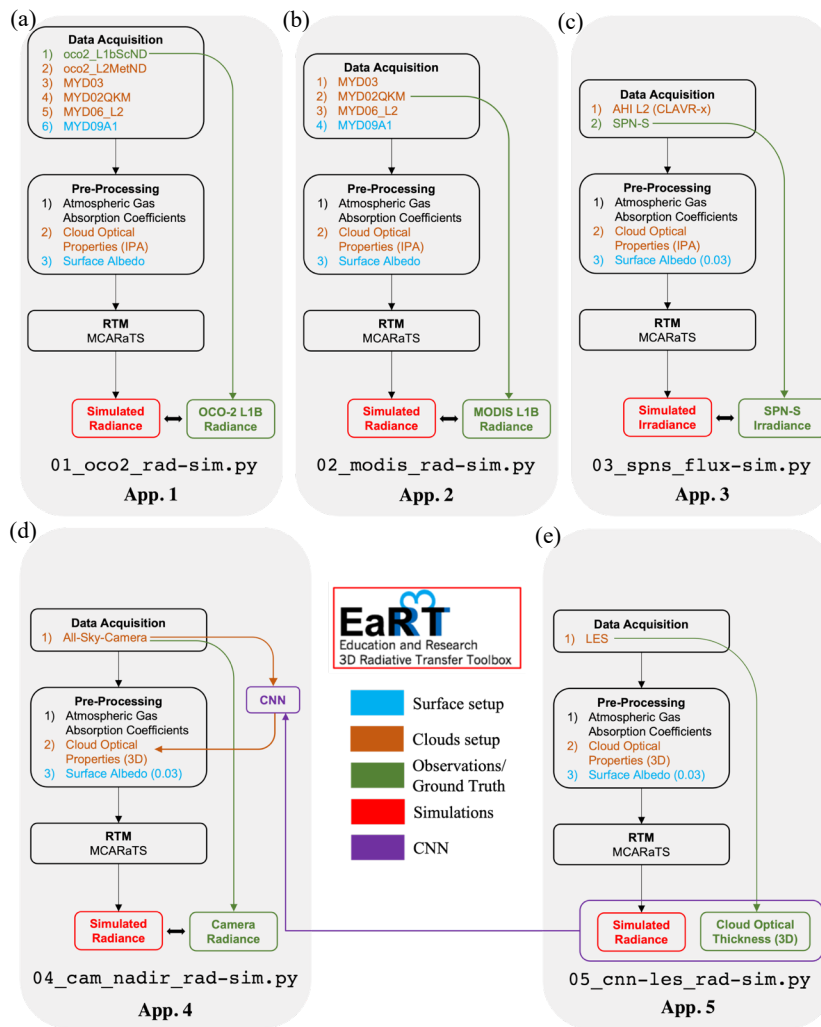 (a)
Data Acquisition
1) oco2_L1bScND
2) oco2_L2MetND
3) MYD03
4) MYD02QKM
5) MYD06_L2
6) MYD09A1
Pre-Processing
1) Atmospheric Gas
Absorption Coefficients
2) Cloud Optical
Properties (IPA)
3) Surface Albedo
RTM
MCARaTS
Simulated
Radiance
OCO-2 L1B
Radiance
01_oco2_rad-sim.py
App. 1
(b)
Data Acquisition
1) MYD03
2) MYD02QKM
3) MYD06_L2
4) MYD09A1
Pre-Processing
1) Atmospheric Gas
Absorption Coefficients
2) Cloud Optical
Properties (IPA)
3) Surface Albedo
RTM
MCARaTS
Simulated
Radiance
MODIS L1B
Radiance
02_modis_rad-sim.py
App. 2
(c)
Data Acquisition
1) AHI L2 (CLAVR-x)
2) SPN-S
Pre-Processing
1) Atmospheric Gas
Absorption Coefficients
2) Cloud Optical
Properties (IPA)
3) Surface Albedo (0.03)
RTM
MCARaTS
Simulated
Irradiance
SPN-S
Irradiance
03_spns_flux-sim.py
App. 3
(d)
Data Acquisition
1) All-Sky-Camera
CNN
Pre-Processing
1) Atmospheric Gas
Absorption Coefficients
2) Cloud Optical
Properties (3D)
3) Surface Albedo (0.03)
RTM
MCARaTS
Simulated
Radiance
Camera
Radiance
04_cam_nadir_rad-sim.py
App. 4
EaR3T
Education and Research
3D Radiative Transfer Toolbox
Surface setup
Clouds setup
Observations/
Ground Truth
Simulations
CNN
(e)
Data Acquisition
1) LES
Pre-Processing
1) Atmospheric Gas
Absorption Coefficients
2) Cloud Optical
Properties (3D)
3) Surface Albedo (0.03)
RTM
MCARaTS
Simulated
Radiance
Cloud Optical
Thickness (3D)
05_cnn-les_rad-sim.py
App. 5